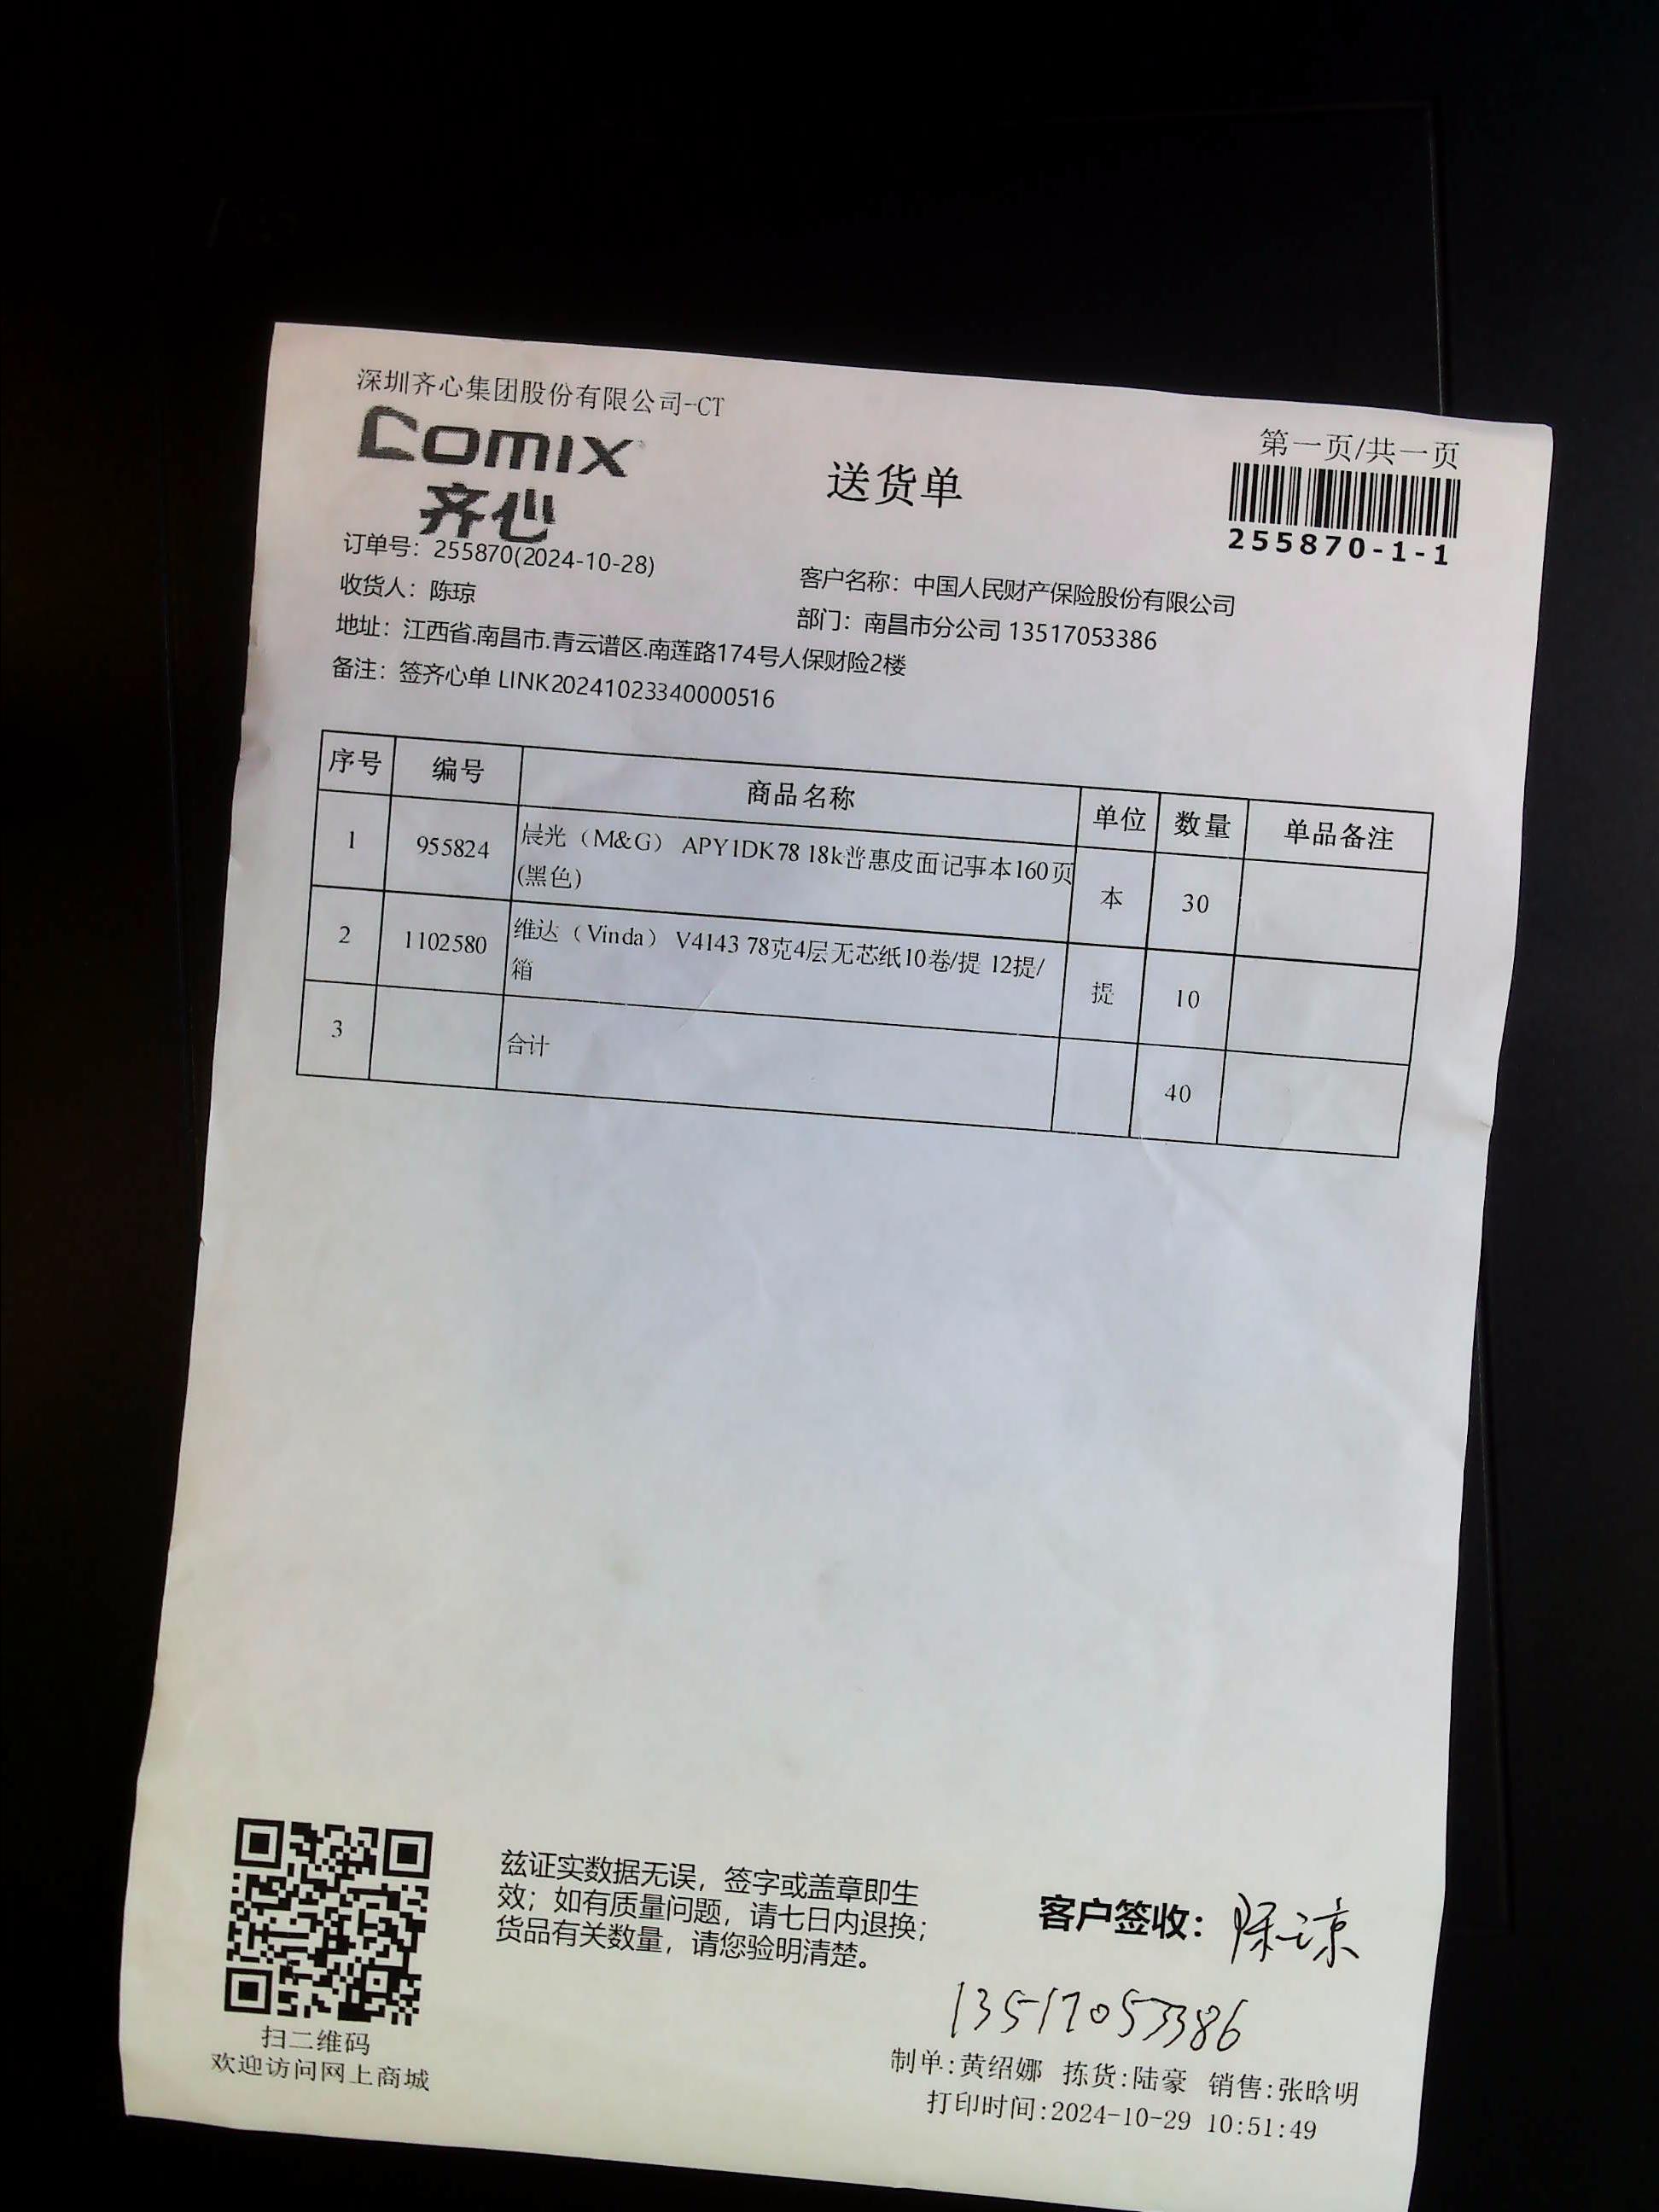 深圳齐心集团股份有限公司-CT
comix
齐心
送货单
第一页/共一页
255870-1-1
订单号：255870(2024-10-28)
收货人：陈琼
客户名称：中国人民财产保险股份有限公司
部门：南昌市分公司 13517053386
地址：江西省.南昌市.青云谱区.南莲路174号人保财险2楼
备注：签齐心单 LINK20241023340000516
序号 编号 商品名称 单位 数量 单品备注
1 955824 晨光（M&G） APY1DK78 18k普惠皮面记事本160页
(黑色) 本 30
2 1102580 维达（Vinda） V4143 78克4层无芯纸10卷/提 12提/
箱 提 10
3 合计 40
兹证实数据无误，签字或盖章即生
效；如有质量问题，请七日内退换；
货品有关数量，请您验明清楚。
客户签收：陈琼
13517053386
扫二维码
欢迎访问网上商城
制单:黄绍娜 拣货:陆豪 销售:张晗明
打印时间:2024-10-29 10:51:49